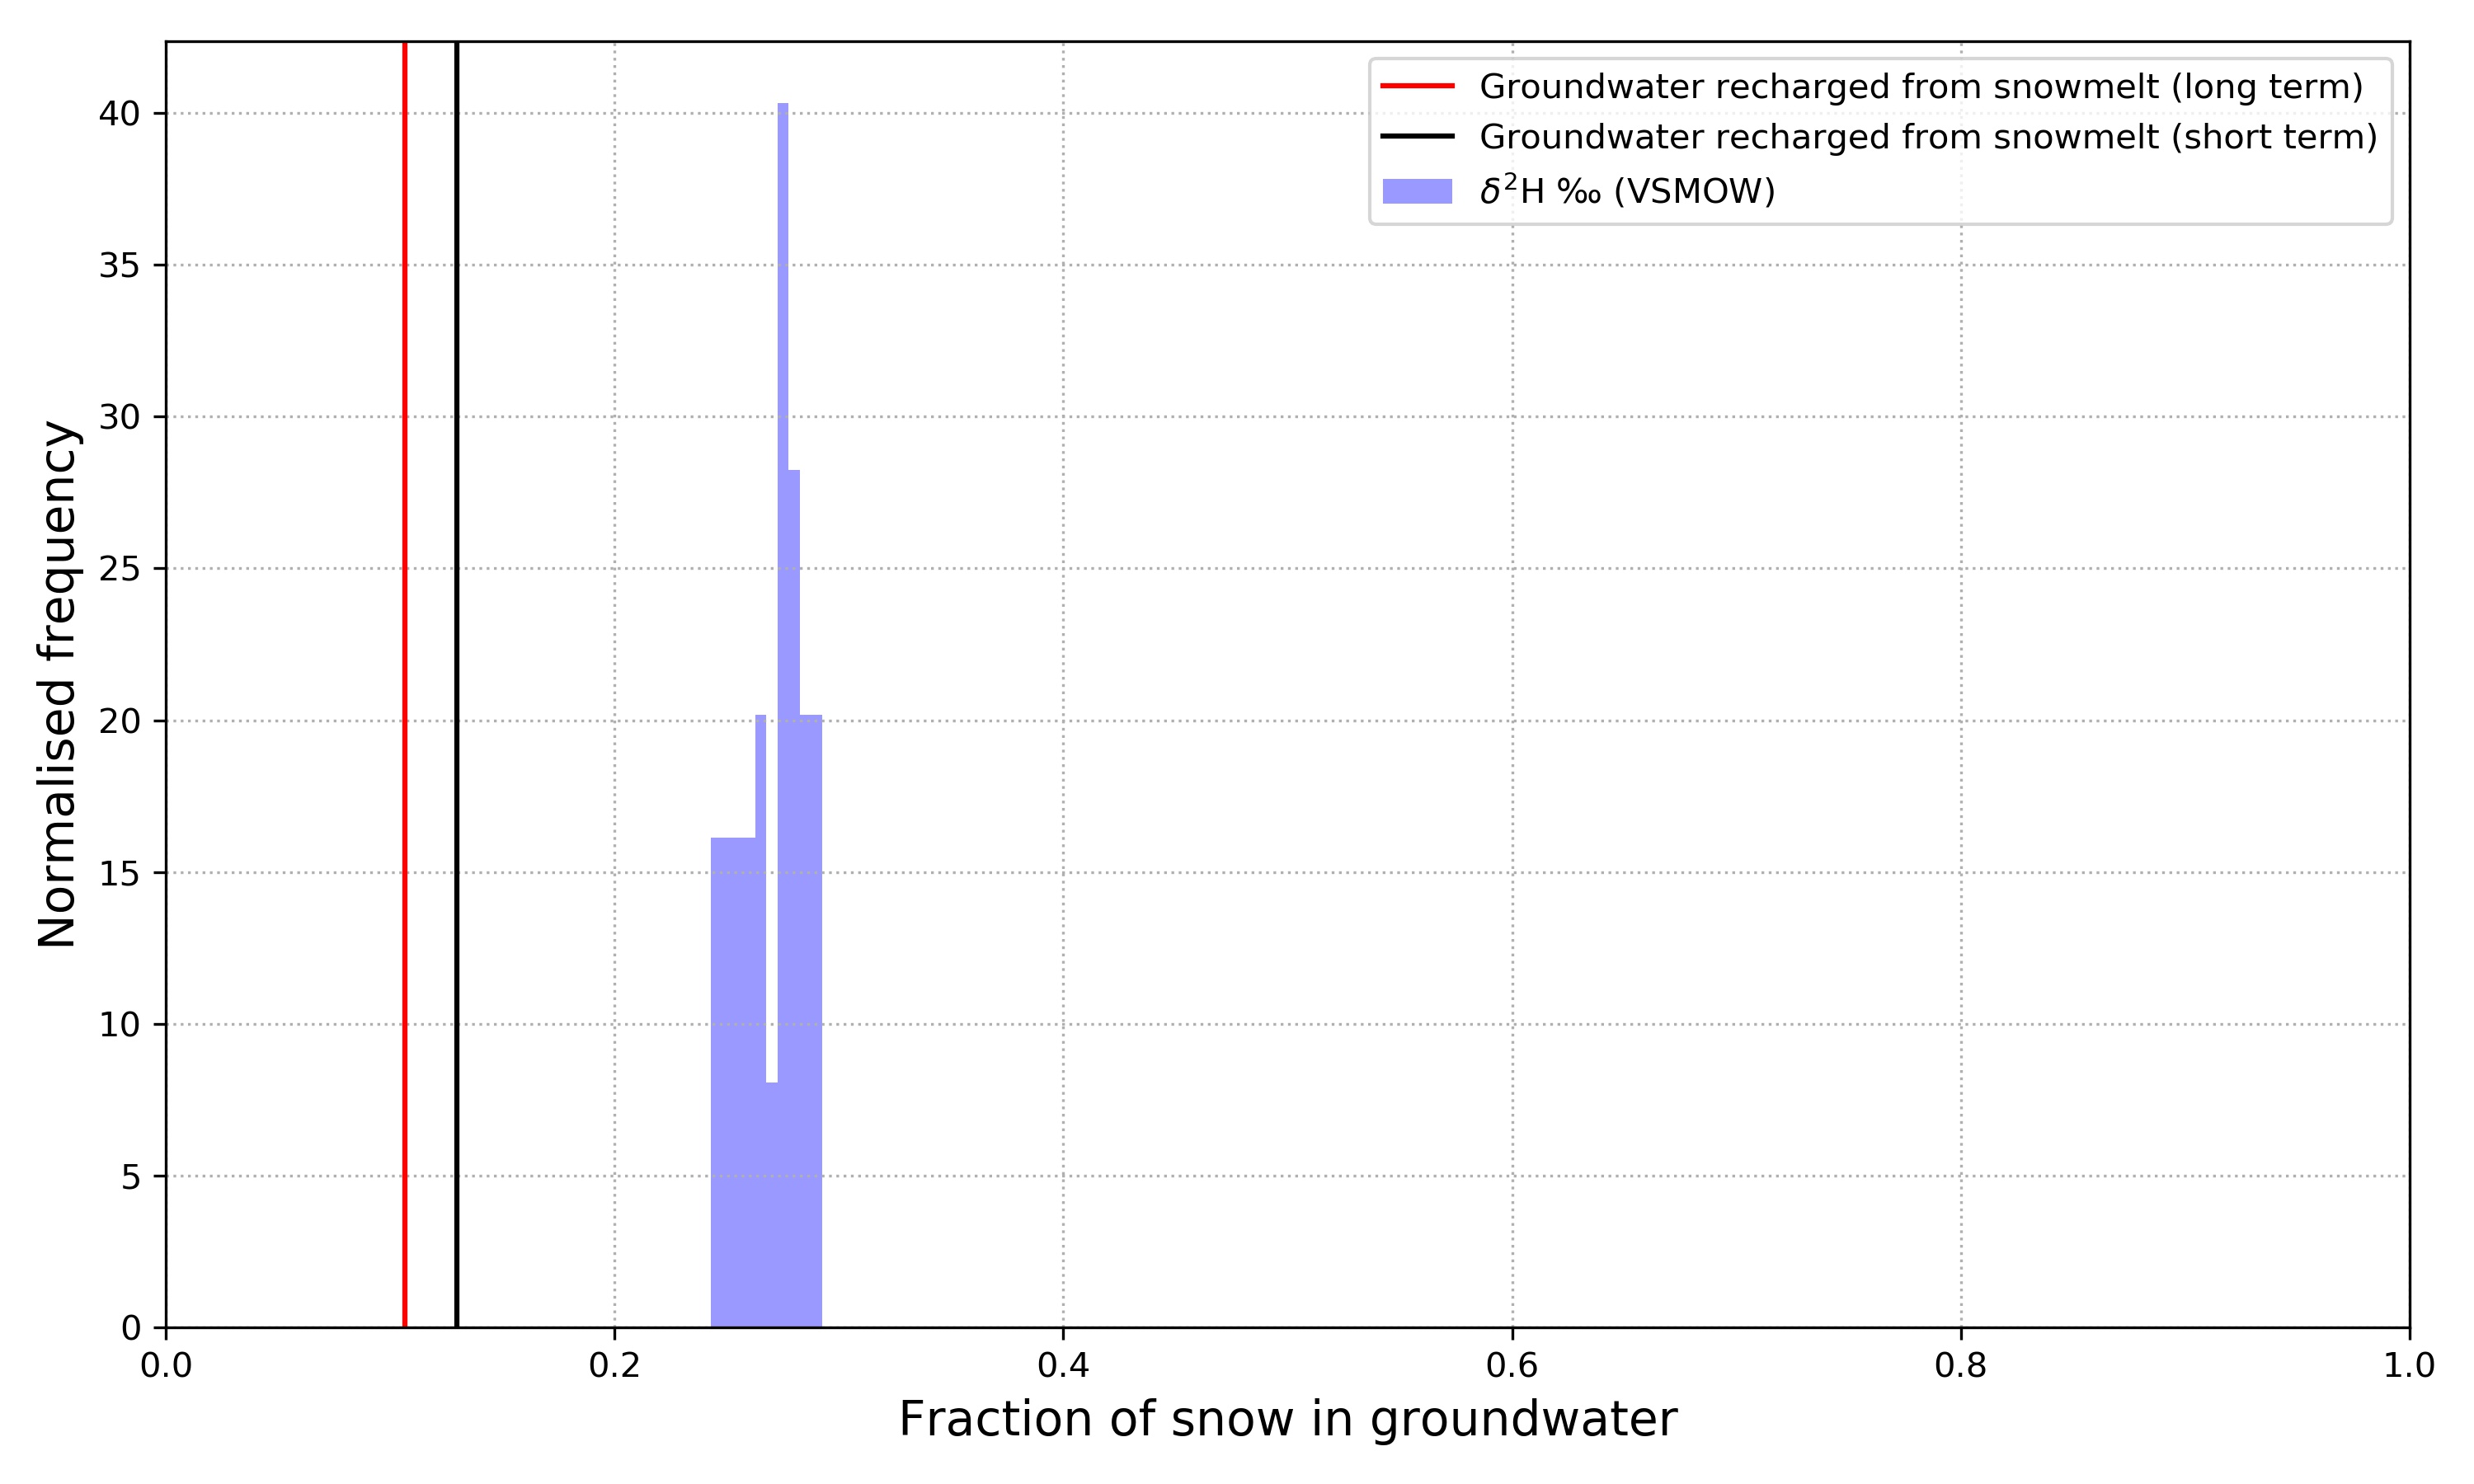 Groundwater recharged from snowmelt (long term)
Groundwater recharged from snowmelt (short term)
δ²H ‰ (VSMOW)
Normalised frequency
40
35
30
25
20
15
10
5
0
0.0 0.2 0.4 0.6 0.8 1.0
Fraction of snow in groundwater